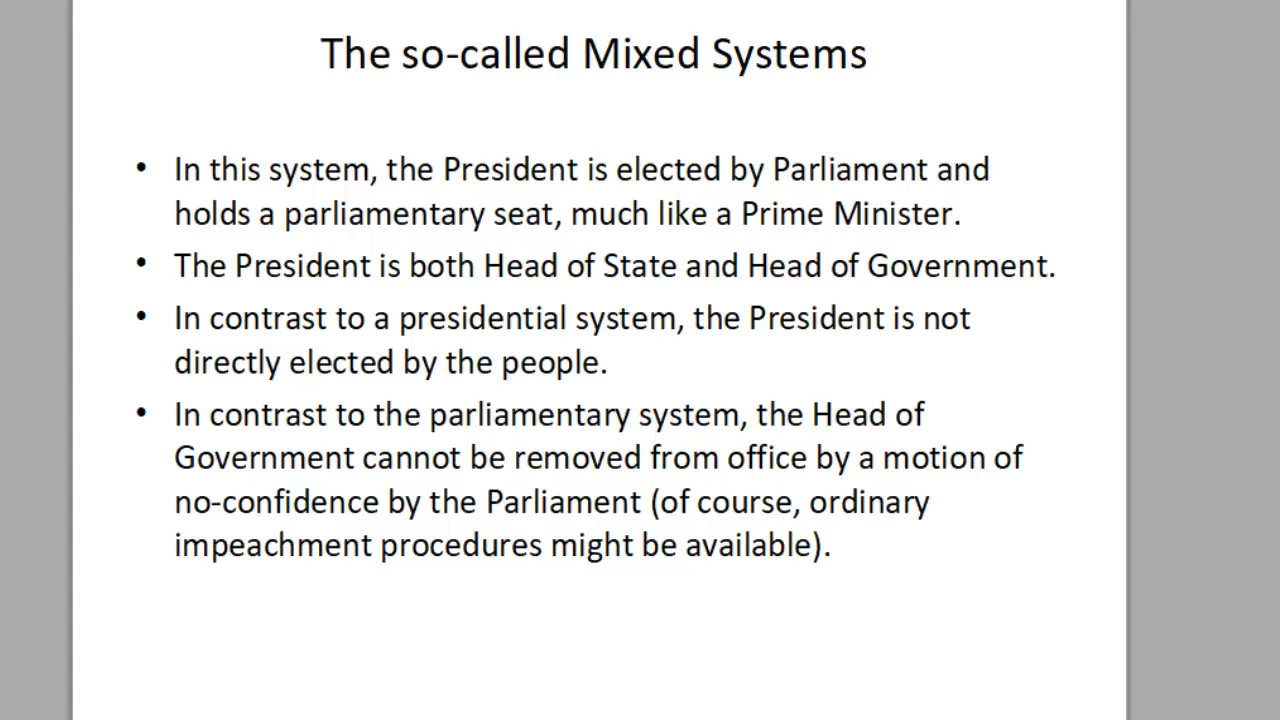 The so-called Mixed Systems
• In this system, the President is elected by Parliament and
holds a parliamentary seat, much like a Prime Minister.
• The President is both Head of State and Head of Government.
• In contrast to a presidential system, the President is not
directly elected by the people.
• In contrast to the parliamentary system, the Head of
Government cannot be removed from office by a motion of
no-confidence by the Parliament (of course, ordinary
impeachment procedures might be available).